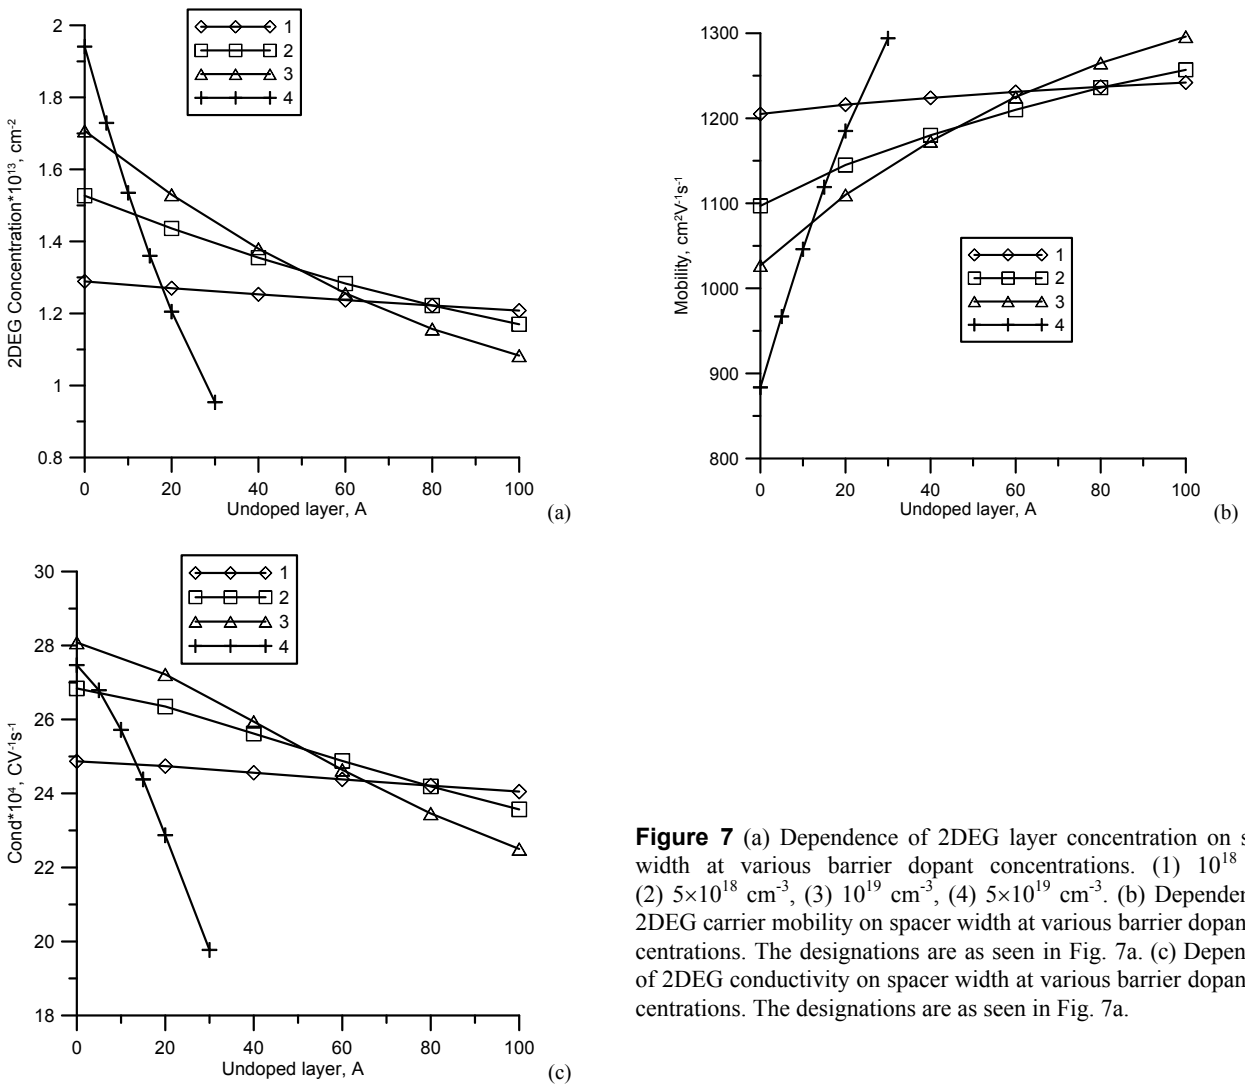 2
1.8
1.6
1.4
1.2
1
0.8
2DEG Concentration*10¹³, cm⁻²
1
2
3
4
0 20 40 60 80 100
Undoped layer, A
(a)
1300
1200
1100
1000
900
800
Mobility, cm²V⁻¹s⁻¹
1
2
3
4
0 20 40 60 80 100
Undoped layer, A
(b)
30
28
26
24
22
20
18
Cond*10⁴, CV⁻¹s⁻¹
1
2
3
4
0 20 40 60 80 100
Undoped layer, A
(c)
Figure 7 (a) Dependence of 2DEG layer concentration on s
width at various barrier dopant concentrations. (1) 10¹⁸
(2) 5×10¹⁸ cm⁻³, (3) 10¹⁹ cm⁻³, (4) 5×10¹⁹ cm⁻³. (b) Dependen
2DEG carrier mobility on spacer width at various barrier dopan
centrations. The designations are as seen in Fig. 7a. (c) Depen
of 2DEG conductivity on spacer width at various barrier dopan
centrations. The designations are as seen in Fig. 7a.